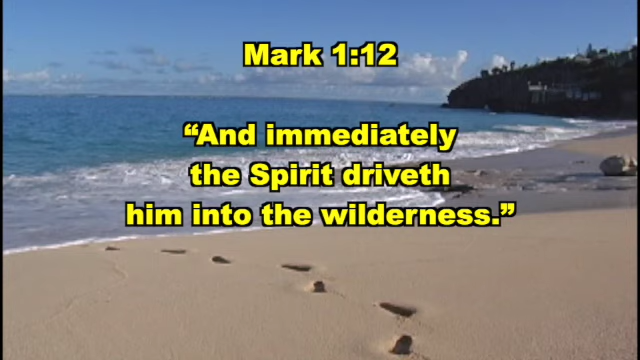 Mark 1:12
“And immediately
the Spirit driveth
him into the wilderness.”